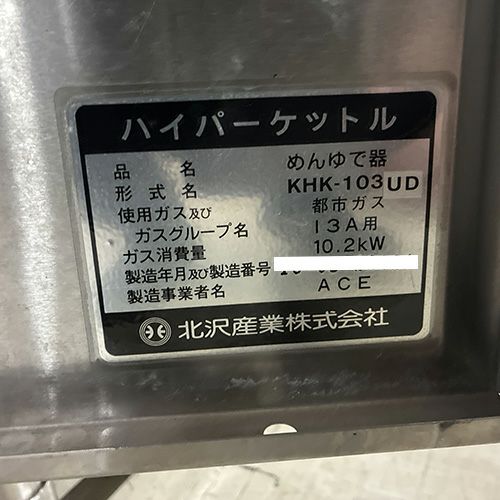 ハイパーケットル
品 名 めんゆで器
形 式 名 KHK-103UD
使用ガス及び 都市ガス
ガスグループ名 13A用
ガス消費量 10.2kW
製造年月及び製造番号
製造事業者名 ACE
北沢産業株式会社